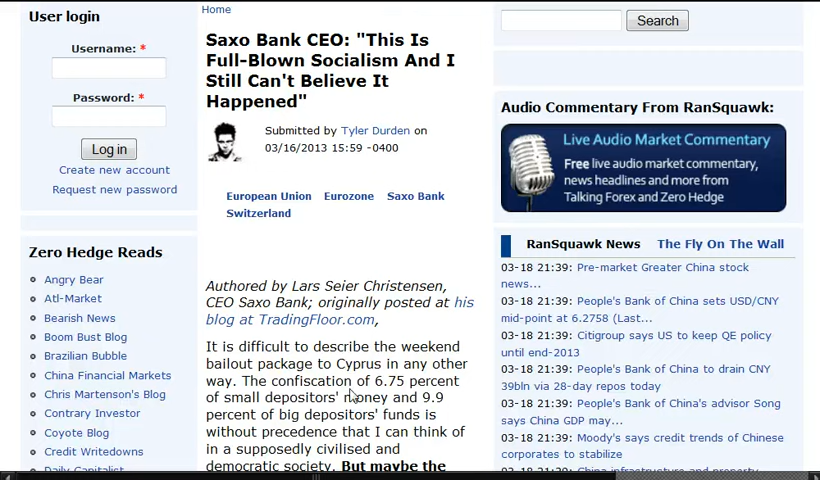 User login
Username: *
Password: *
Log in
Create new account
Request new password
Zero Hedge Reads
Angry Bear
Atl-Market
Bearish News
Boom Bust Blog
Brazilian Bubble
China Financial Markets
Chris Martenson's Blog
Contrary Investor
Coyote Blog
Credit Writedowns
Daily Capitalist
Home
Saxo Bank CEO: "This Is
Full-Blown Socialism And I
Still Can't Believe It
Happened"
Submitted by Tyler Durden on
03/16/2013 15:59 -0400
European Union Eurozone Saxo Bank
Switzerland
Authored by Lars Seier Christensen,
CEO Saxo Bank; originally posted at his
blog at TradingFloor.com,
It is difficult to describe the weekend
bailout package to Cyprus in any other
way. The confiscation of 6.75 percent
of small depositors' money and 9.9
percent of big depositors' funds is
without precedence that I can think of
in a supposedly civilised and
democratic society. But maybe the
Search
Audio Commentary From RanSquawk:
Live Audio Market Commentary
Free live audio market commentary,
news headlines and more from
Talking Forex and Zero Hedge
RanSquawk News The Fly On The Wall
03-18 21:39: Pre-market Greater China stock
news...
03-18 21:39: People's Bank of China sets USD/CNY
mid-point at 6.2758 (Last...
03-18 21:39: Citigroup says US to keep QE policy
until end-2013
03-18 21:39: People's Bank of China to drain CNY
39bln via 28-day repos today
03-18 21:39: People's Bank of China's advisor Song
says China GDP may...
03-18 21:39: Moody's says credit trends of Chinese
corporates to stabilize
03-18 21:39: China infrastructure and property